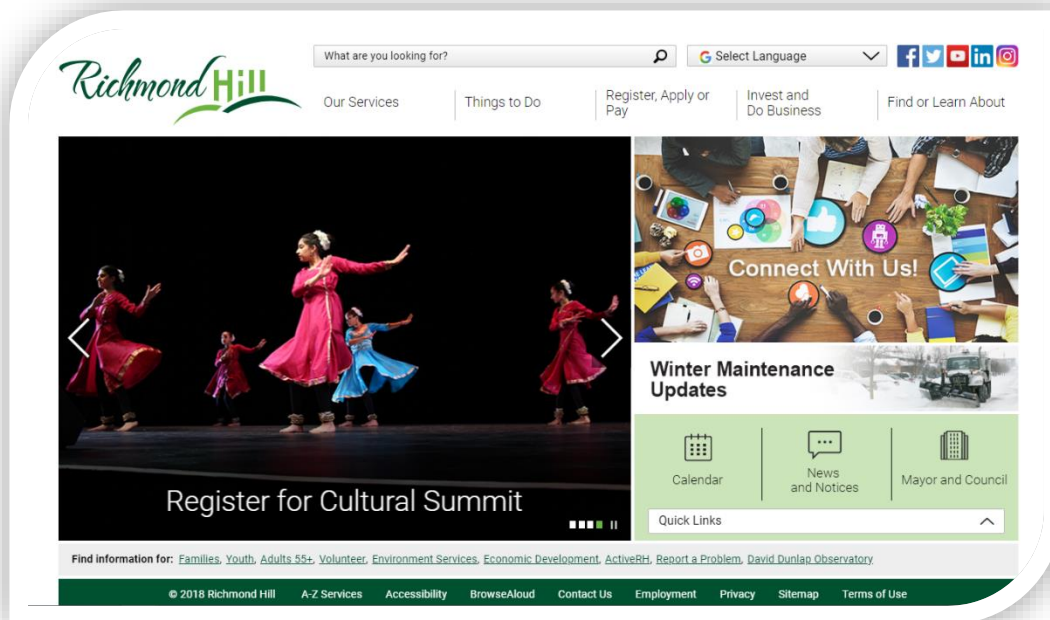 Richmond Hill
What are you looking for?
G Select Language
f in
Our Services
Things to Do
Register, Apply or
Pay
Invest and
Do Business
Find or Learn About
Connect With Us!
Register for Cultural Summit
Winter Maintenance
Updates
Calendar
News
and Notices
Mayor and Council
Quick Links
Find information for: Families, Youth, Adults 55+, Volunteer, Environment Services, Economic Development, ActiveRH, Report a Problem, David Dunlap Observatory
© 2018 Richmond Hill A-Z Services Accessibility BrowseAloud Contact Us Employment Privacy Sitemap Terms of Use